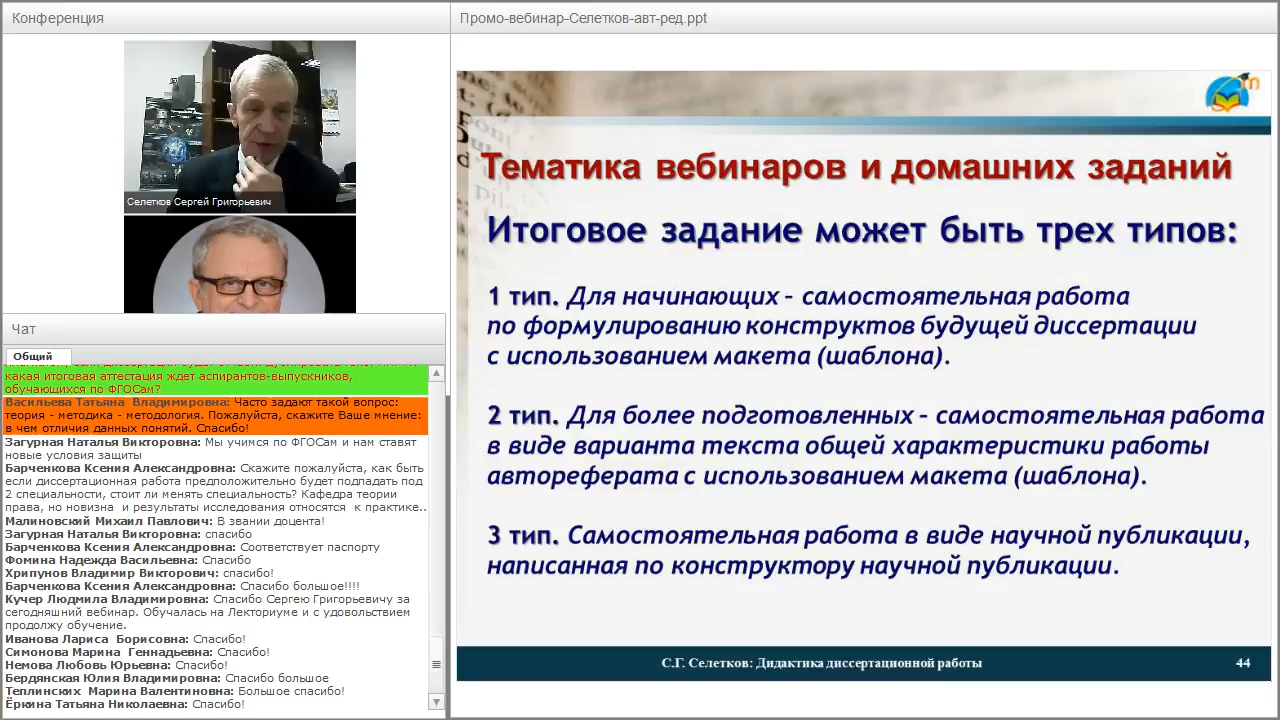 Конференция
Промо-вебинар-Селетков-авт-ред.ppt
Селетков Сергей Григорьевич
Чат
Общий
какая итоговая аттестация ждет аспирантов-выпускников,
обучающихся по ФГОСам?
Васильева Татьяна Владимировна: Часто задают такой вопрос:
теория - методика - методология. Пожалуйста, скажите Ваше мнение:
в чем отличия данных понятий. Спасибо!
Загурная Наталья Викторовна: Мы учимся по ФГОСам и нам ставят
новые условия защиты
Барченкова Ксения Александровна: Скажите пожалуйста, как быть
если диссертационная работа предположительно будет подпадать под
2 специальности, стоит ли менять специальность? Кафедра теории
права, но новизна и результаты исследования относятся к практике..
Малиновский Михаил Павлович: В звании доцента!
Загурная Наталья Викторовна: спасибо
Барченкова Ксения Александровна: Соответствует паспорту
Фомина Надежда Васильевна: Спасибо
Хрипунов Владимир Викторович: спасибо!
Барченкова Ксения Александровна: Спасибо большое!!!!
Кучер Людмила Владимировна: Спасибо Сергею Григорьевичу за
сегодняшний вебинар. Обучалась на Лекториуме и с удовольствием
продолжу обучение.
Иванова Лариса Борисовна: Спасибо!
Симонова Марина Геннадьевна: Спасибо!
Немова Любовь Юрьевна: Спасибо!
Бердянская Юлия Владимировна: Спасибо большое
Теплинских Марина Валентиновна: Большое спасибо!
Ёркина Татьяна Николаевна: Спасибо!
Тематика вебинаров и домашних заданий
Итоговое задание может быть трех типов:
1 тип. Для начинающих – самостоятельная работа
по формулированию конструктов будущей диссертации
с использованием макета (шаблона).
2 тип. Для более подготовленных – самостоятельная работа
в виде варианта текста общей характеристики работы
автореферата с использованием макета (шаблона).
3 тип. Самостоятельная работа в виде научной публикации,
написанная по конструктору научной публикации.
С.Г. Селетков: Дидактика диссертационной работы
44